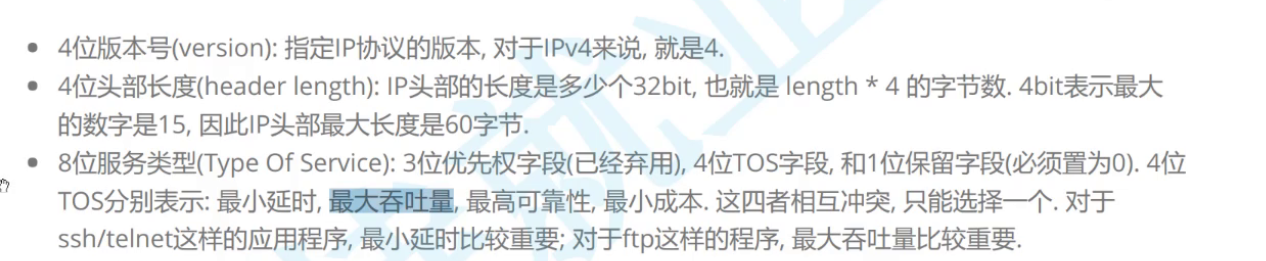 4位版本号(version): 指定IP协议的版本, 对于IPv4来说, 就是4.
4位头部长度(header length): IP头部的长度是多少个32bit, 也就是 length * 4 的字节数. 4bit表示最大
的数字是15, 因此IP头部最大长度是60字节.
8位服务类型(Type Of Service): 3位优先权字段(已经弃用), 4位TOS字段, 和1位保留字段(必须置为0). 4位
TOS分别表示: 最小延时, 最大吞吐量, 最高可靠性, 最小成本. 这四者相互冲突, 只能选择一个. 对于
ssh/telnet这样的应用程序, 最小延时比较重要; 对于ftp这样的程序, 最大吞吐量比较重要.